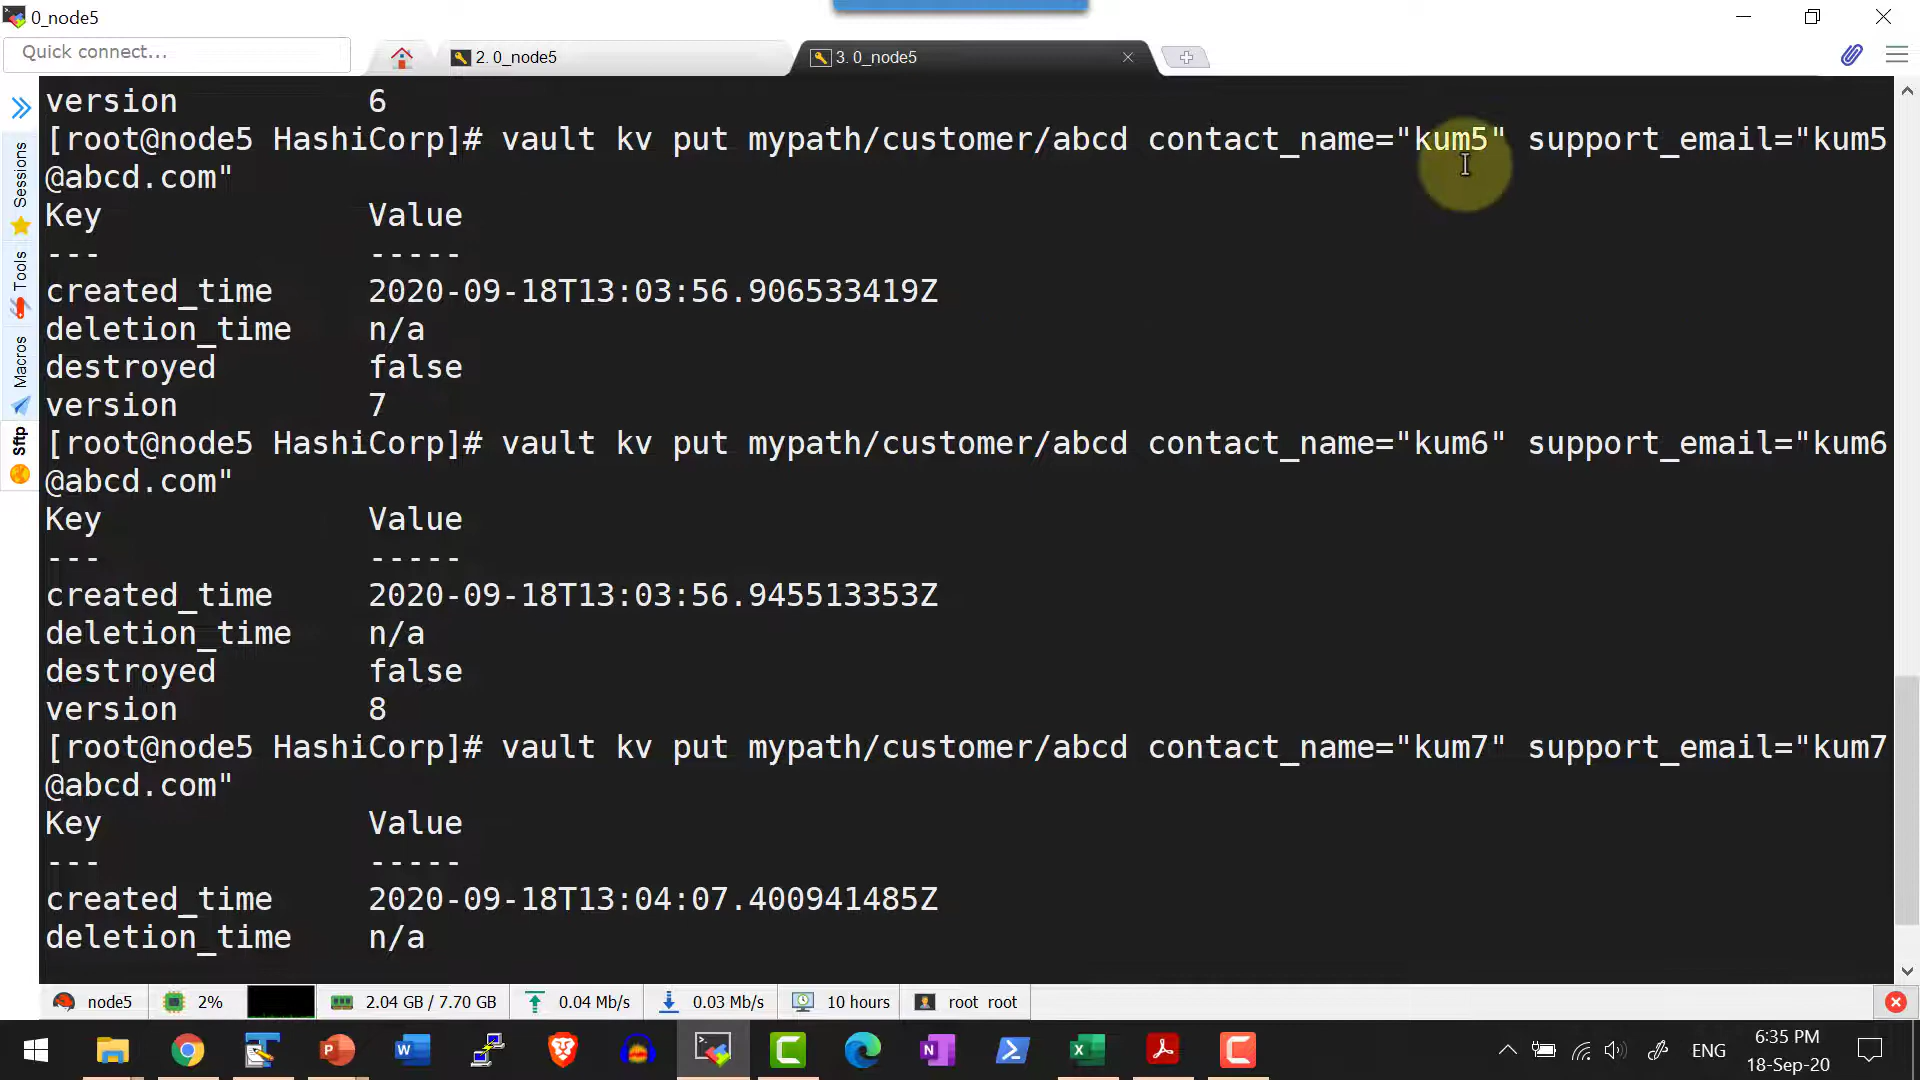 0_node5
Quick connect...
2. 0_node5
3. 0_node5
Sessions
Tools
Macros
Sftp
version 6
[root@node5 HashiCorp]# vault kv put mypath/customer/abcd contact_name="kum5" support_email="kum5
@abcd.com"
Key Value
--- -----
created_time 2020-09-18T13:03:56.906533419Z
deletion_time n/a
destroyed false
version 7
[root@node5 HashiCorp]# vault kv put mypath/customer/abcd contact_name="kum6" support_email="kum6
@abcd.com"
Key Value
--- -----
created_time 2020-09-18T13:03:56.945513353Z
deletion_time n/a
destroyed false
version 8
[root@node5 HashiCorp]# vault kv put mypath/customer/abcd contact_name="kum7" support_email="kum7
@abcd.com"
Key Value
--- -----
created_time 2020-09-18T13:04:07.400941485Z
deletion_time n/a
node5 2% 2.04 GB / 7.70 GB 0.04 Mb/s 0.03 Mb/s 10 hours root root
ENG
6:35 PM
18-Sep-20